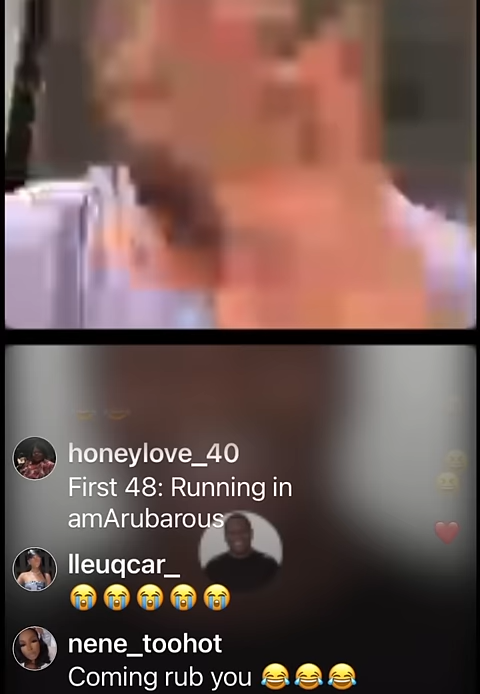 honeylove_40
First 48: Running in
amArubarous
lleuqcar_
😭😭😭😭😭
nene_toohot
Coming rub you 😂😂😂